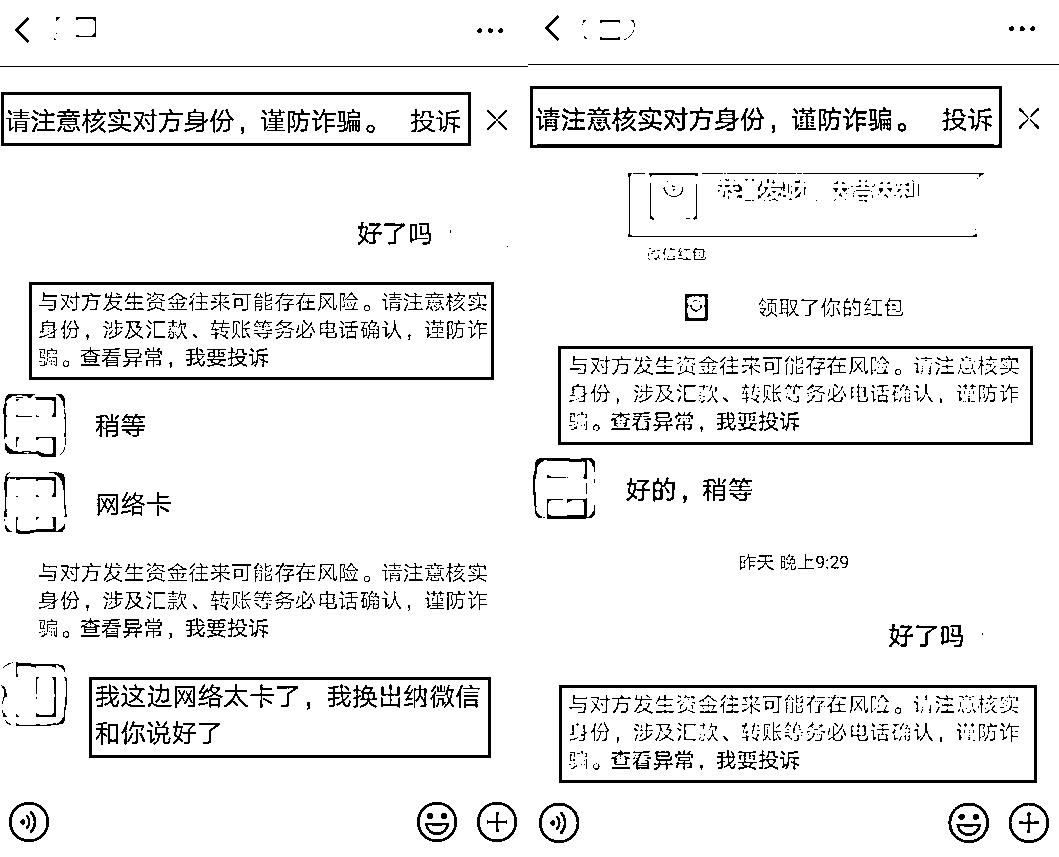 请注意核实对方身份，谨防诈骗。 投诉
好了吗
与对方发生资金往来可能存在风险。请注意核实
身份，涉及汇款、转账等务必电话确认，谨防诈
骗。查看异常，我要投诉
稍等
网络卡
与对方发生资金往来可能存在风险。请注意核实
身份，涉及汇款、转账等务必电话确认，谨防诈
骗。查看异常，我要投诉
我这边网络太卡了，我换出纳微信
和你说好了
请注意核实对方身份，谨防诈骗。 投诉
恭喜发财，大吉大利
微信红包
领取了你的红包
与对方发生资金往来可能存在风险。请注意核实
身份，涉及汇款、转账等务必电话确认，谨防诈
骗。查看异常，我要投诉
好的，稍等
昨天 晚上9:29
好了吗
与对方发生资金往来可能存在风险。请注意核实
身份，涉及汇款、转账等务必电话确认，谨防诈
骗。查看异常，我要投诉